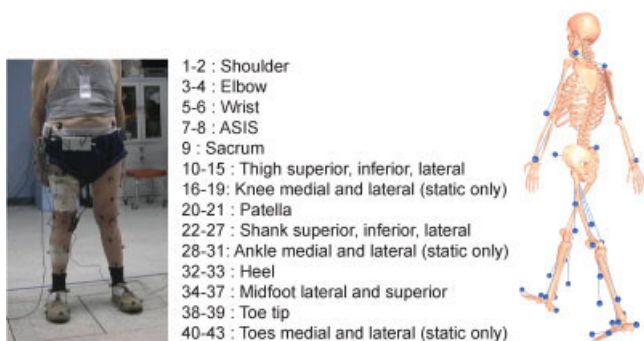 1-2 : Shoulder
3-4 : Elbow
5-6 : Wrist
7-8 : ASIS
9 : Sacrum
10-15 : Thigh superior, inferior, lateral
16-19: Knee medial and lateral (static only)
20-21 : Patella
22-27 : Shank superior, inferior, lateral
28-31: Ankle medial and lateral (static only)
32-33 : Heel
34-37 : Midfoot lateral and superior
38-39 : Toe tip
40-43 : Toes medial and lateral (static only)